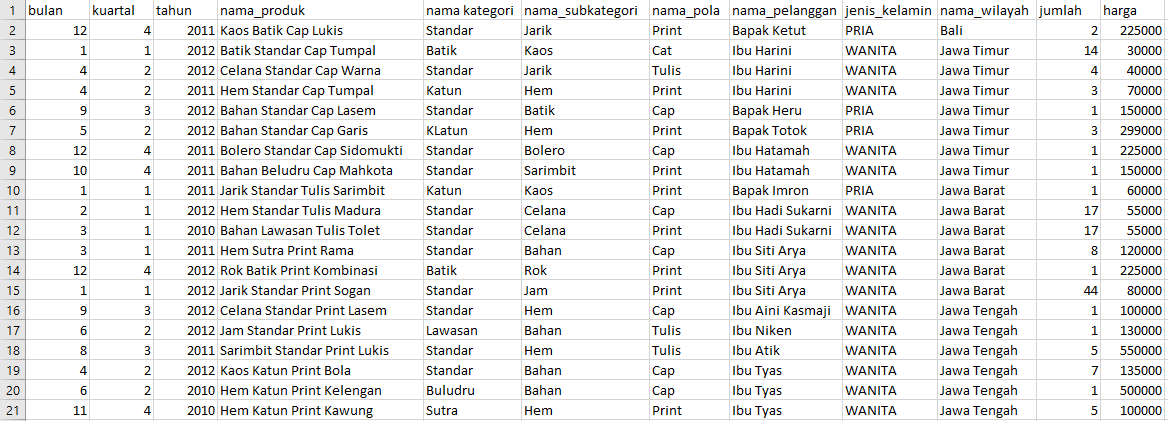 1 bulan kuartal tahun nama_produk nama kategori nama_subkategori nama_pola nama_pelanggan jenis_kelamin nama_wilayah jumlah harga
2 12 4 2011 Kaos Batik Cap Lukis Standar Jarik Print Bapak Ketut PRIA Bali 2 225000
3 1 1 2012 Batik Standar Cap Tumpal Batik Kaos Cat Ibu Harini WANITA Jawa Timur 14 30000
4 4 2 2012 Celana Standar Cap Warna Standar Jarik Tulis Ibu Harini WANITA Jawa Timur 4 40000
5 4 2 2011 Hem Standar Cap Tumpal Katun Hem Print Ibu Harini WANITA Jawa Timur 3 70000
6 9 3 2012 Bahan Standar Cap Lasem Standar Batik Cap Bapak Heru PRIA Jawa Timur 1 150000
7 5 2 2012 Bahan Standar Cap Garis KLatun Hem Print Bapak Totok PRIA Jawa Timur 3 299000
8 12 4 2011 Bolero Standar Cap Sidomukti Standar Bolero Cap Ibu Hatamah WANITA Jawa Timur 1 225000
9 10 4 2011 Bahan Beludru Cap Mahkota Standar Sarimbit Print Ibu Hatamah WANITA Jawa Timur 1 150000
10 1 1 2011 Jarik Standar Tulis Sarimbit Katun Kaos Print Bapak Imron PRIA Jawa Barat 1 60000
11 2 1 2012 Hem Standar Tulis Madura Standar Celana Cap Ibu Hadi Sukarni WANITA Jawa Barat 17 55000
12 3 1 2010 Bahan Lawasan Tulis Tolet Standar Celana Print Ibu Hadi Sukarni WANITA Jawa Barat 17 55000
13 3 1 2011 Hem Sutra Print Rama Standar Bahan Cap Ibu Siti Arya WANITA Jawa Barat 8 120000
14 12 4 2012 Rok Batik Print Kombinasi Batik Rok Print Ibu Siti Arya WANITA Jawa Barat 1 225000
15 1 1 2012 Jarik Standar Print Sogan Standar Jam Print Ibu Siti Arya WANITA Jawa Barat 44 80000
16 9 3 2012 Celana Standar Print Lasem Standar Hem Cap Ibu Aini Kasmaji WANITA Jawa Tengah 1 100000
17 6 2 2012 Jam Standar Print Lukis Lawasan Bahan Tulis Ibu Niken WANITA Jawa Tengah 1 130000
18 8 3 2011 Sarimbit Standar Print Lukis Standar Hem Tulis Ibu Atik WANITA Jawa Tengah 5 550000
19 4 2 2012 Kaos Katun Print Bola Standar Bahan Cap Ibu Tyas WANITA Jawa Tengah 7 135000
20 6 2 2010 Hem Katun Print Kelengan Buludru Bahan Cap Ibu Tyas WANITA Jawa Tengah 1 500000
21 11 4 2010 Hem Katun Print Kawung Sutra Hem Print Ibu Tyas WANITA Jawa Tengah 5 100000